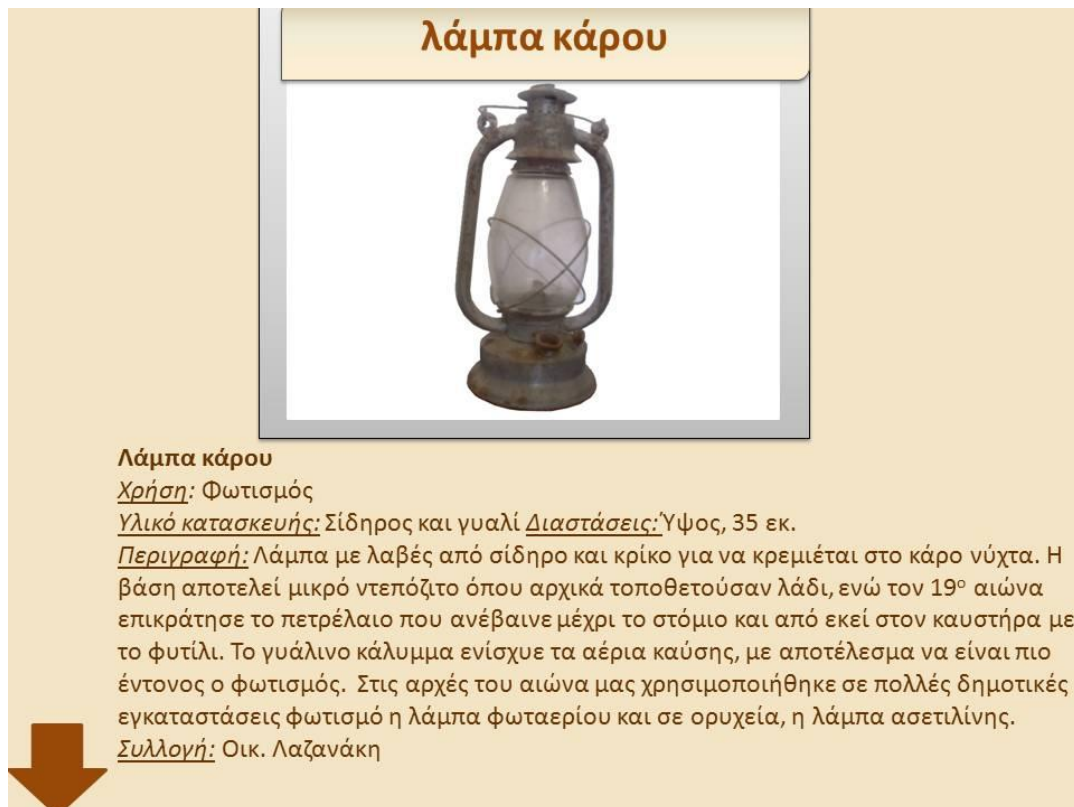 λάμπα κάρου
Λάμπα κάρου
Χρήση: Φωτισμός
Υλικό κατασκευής: Σίδηρος και γυαλί Διαστάσεις: Ύψος, 35 εκ.
Περιγραφή: Λάμπα με λαβές από σίδηρο και κρίκο για να κρεμιέται στο κάρο νύχτα. Η
βάση αποτελεί μικρό ντεπόζιτο όπου αρχικά τοποθετούσαν λάδι, ενώ τον 19ο αιώνα
επικράτησε το πετρέλαιο που ανέβαινε μέχρι το στόμιο και από εκεί στον καυστήρα με
το φυτίλι. Το γυάλινο κάλυμμα ενίσχυε τα αέρια καύσης, με αποτέλεσμα να είναι πιο
έντονος ο φωτισμός. Στις αρχές του αιώνα μας χρησιμοποιήθηκε σε πολλές δημοτικές
εγκαταστάσεις φωτισμό η λάμπα φωταερίου και σε ορυχεία, η λάμπα ασετιλίνης.
Συλλογή: Οικ. Λαζανάκη